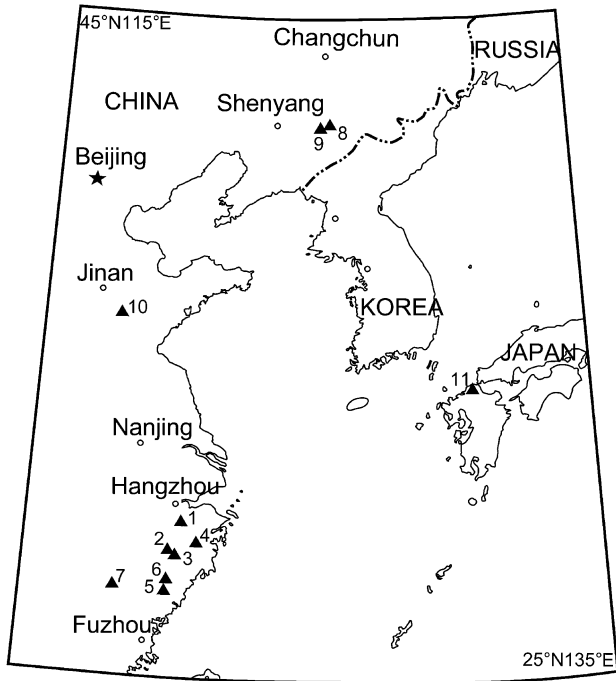 45°N115°E
Changchun
RUSSIA
CHINA
Shenyang
8
9
Beijing
Jinan
10
KOREA
JAPAN
11
Nanjing
Hangzhou
1
2
4
3
6
7
5
Fuzhou
25°N135°E